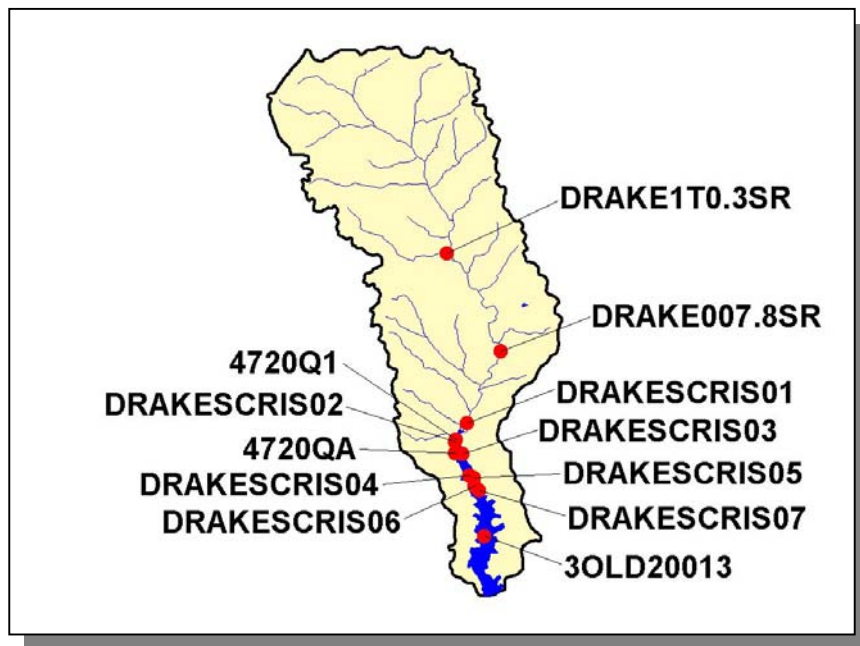 DRAKE1T0.3SR
DRAKE007.8SR
4720Q1
DRAKESCRIS01
DRAKESCRIS02
DRAKESCRIS03
4720QA
DRAKESCRIS05
DRAKESCRIS04
DRAKESCRIS07
DRAKESCRIS06
3OLD20013